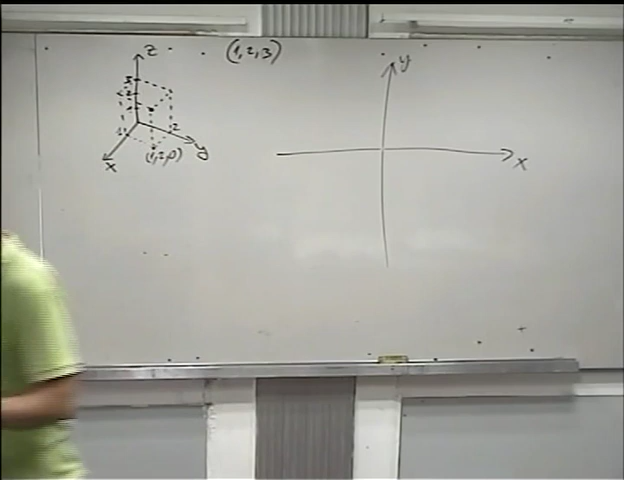 z
(1,2,3)
y
3
2
1
1
2
y
x
(1,2,0)
x